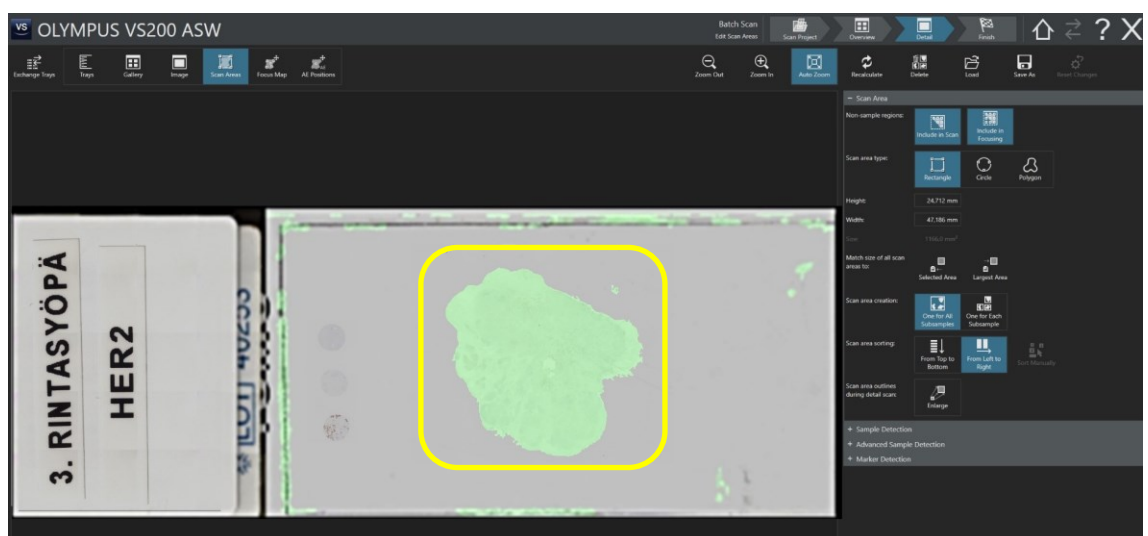 VS OLYMPUS VS200 ASW
Batch Scan
Edit Scan Areas
Scan Project
Overview
Detail
Finish
? X
Exchange Trays
Trays
Gallery
Image
Scan Areas
Focus Map
AE Positions
Zoom Out
Zoom In
Auto Zoom
Recalculate
Delete
Load
Save As
Reset Changes
− Scan Area
Non-sample regions:
Include in Scan
Include in Focusing
Scan area type:
Rectangle
Circle
Polygon
Height:
24,712 mm
Width:
47,186 mm
Size:
Match size of all scan
areas to:
Selected Area
Largest Area
Scan area creation:
One for All
Subsamples
One for Each
Subsample
Scan area sorting:
From Top to
Bottom
From Left to
Right
Sort Manually
Scan area outlines
during detail scan:
Enlarge
+ Sample Detection
+ Advanced Sample Detection
+ Marker Detection
3. RINTASYÖPÄ
HER2
LOT